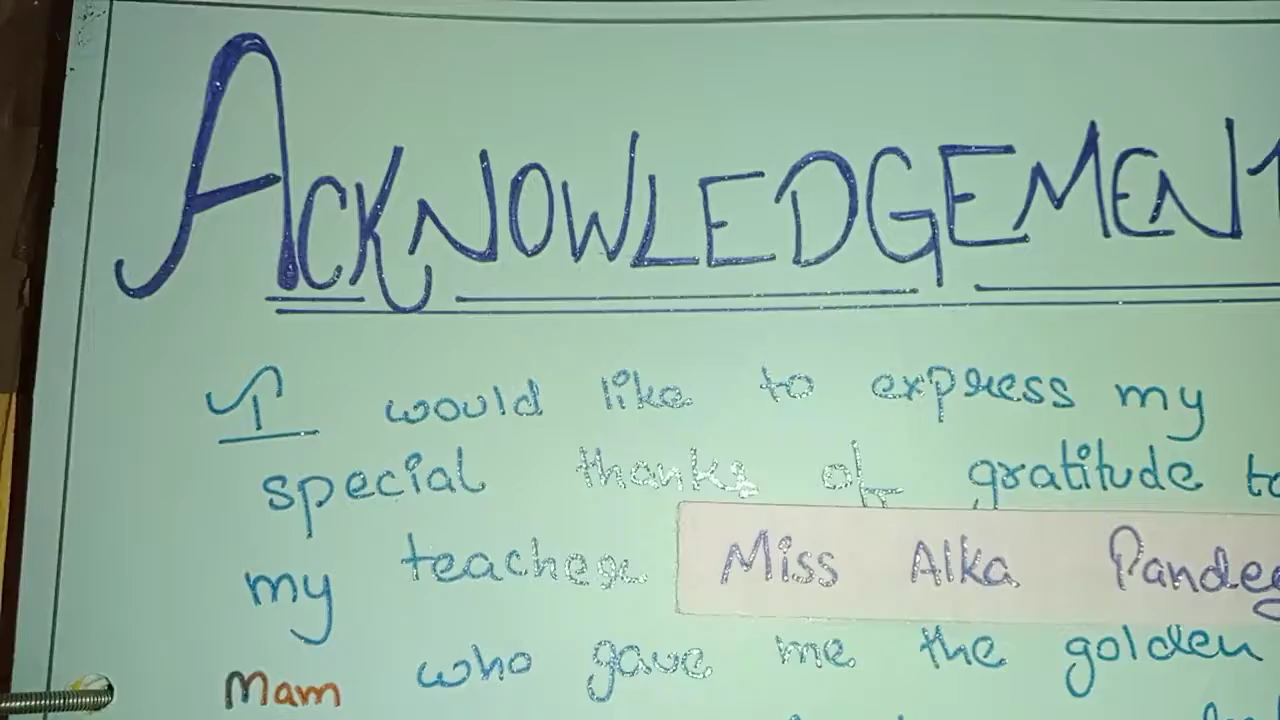 ACKNOWLEDGEMENT
I would like to express my
special thanks of gratitude to
my teacher Miss Alka Pandey
Mam who gave me the golden